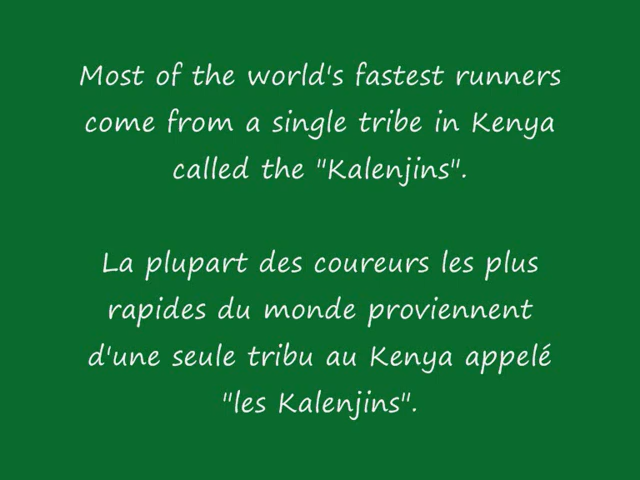 Most of the world's fastest runners
come from a single tribe in Kenya
called the "Kalenjins".
La plupart des coureurs les plus
rapides du monde proviennent
d'une seule tribu au Kenya appelé
"les Kalenjins".